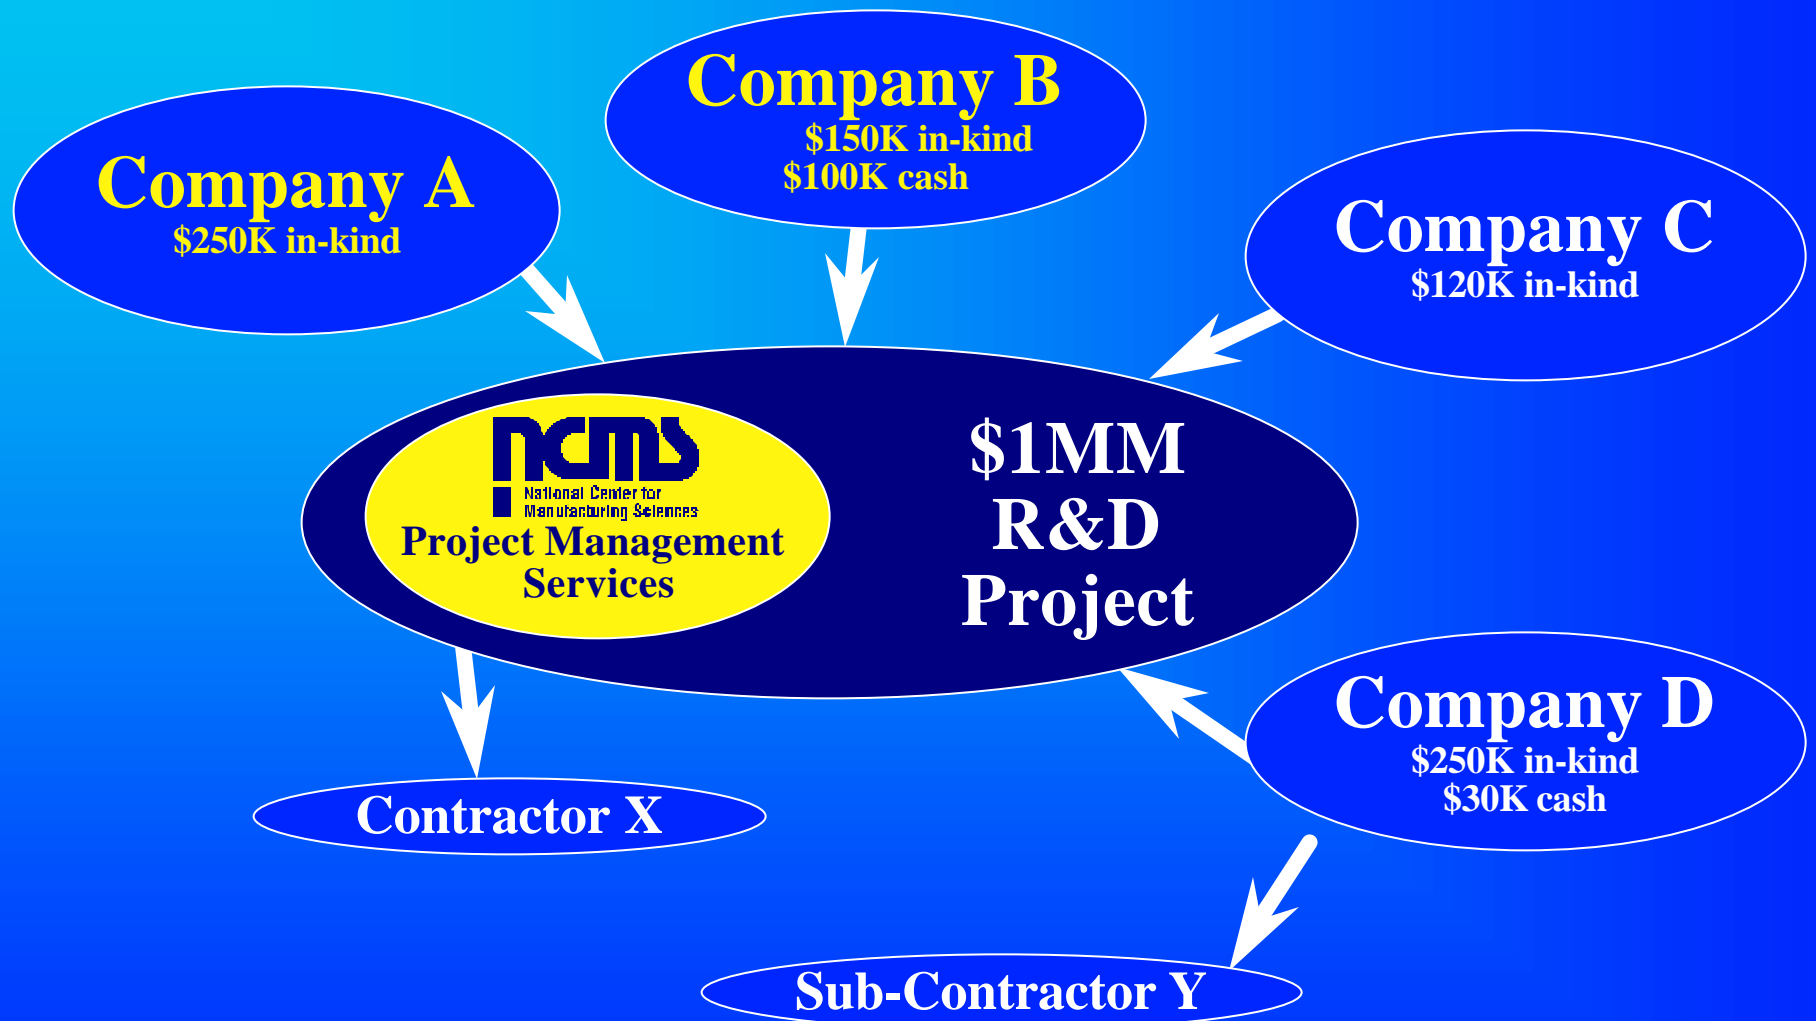 Company A
$250K in-kind
Company B
$150K in-kind
$100K cash
Company C
$120K in-kind
ncms
National Center for
Manufacturing Sciences
Project Management
Services
$1MM
R&D
Project
Company D
$250K in-kind
$30K cash
Contractor X
Sub-Contractor Y